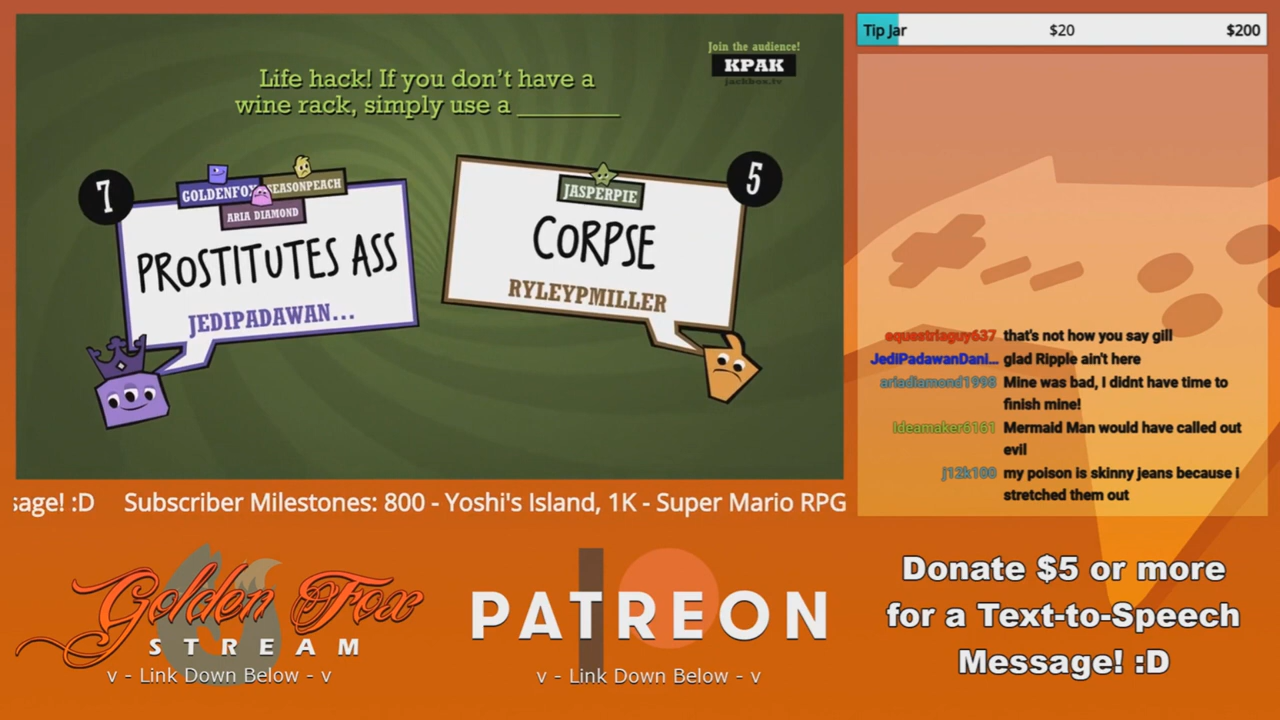 Join the audience!
KPAK
jackbox.tv
Life hack! If you don't have a
wine rack, simply use a ________
7
GOLDENFOX
SEASONPEACH
ARIA DIAMOND
PROSTITUTES ASS
JEDIPADAWAN...
JASPERPIE
5
CORPSE
RYLEYPMILLER
Tip Jar $20 $200
equestriaguy637 that's not how you say gill
JediPadawanDani... glad Ripple ain't here
ariadiamond1998 Mine was bad, I didnt have time to
finish mine!
Ideamaker6161 Mermaid Man would have called out
evil
j12k100 my poison is skinny jeans because i
stretched them out
sage! :D Subscriber Milestones: 800 - Yoshi's Island, 1K - Super Mario RPG
Golden Fox
STREAM
v - Link Down Below - v
PATREON
v - Link Down Below - v
Donate $5 or more
for a Text-to-Speech
Message! :D